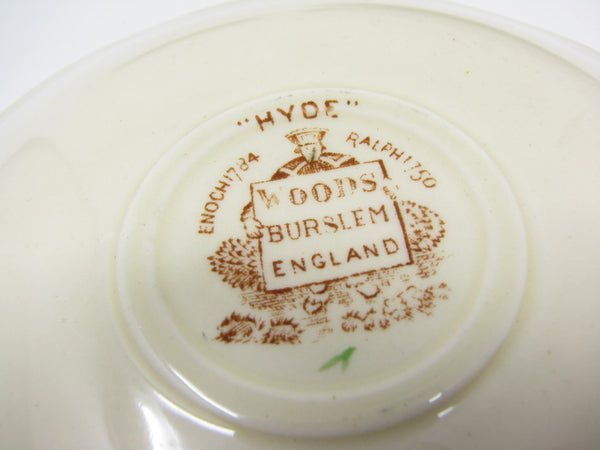 "HYDE"
ENOCH 1784
RALPH 1750
WOODS
BURSLEM
ENGLAND